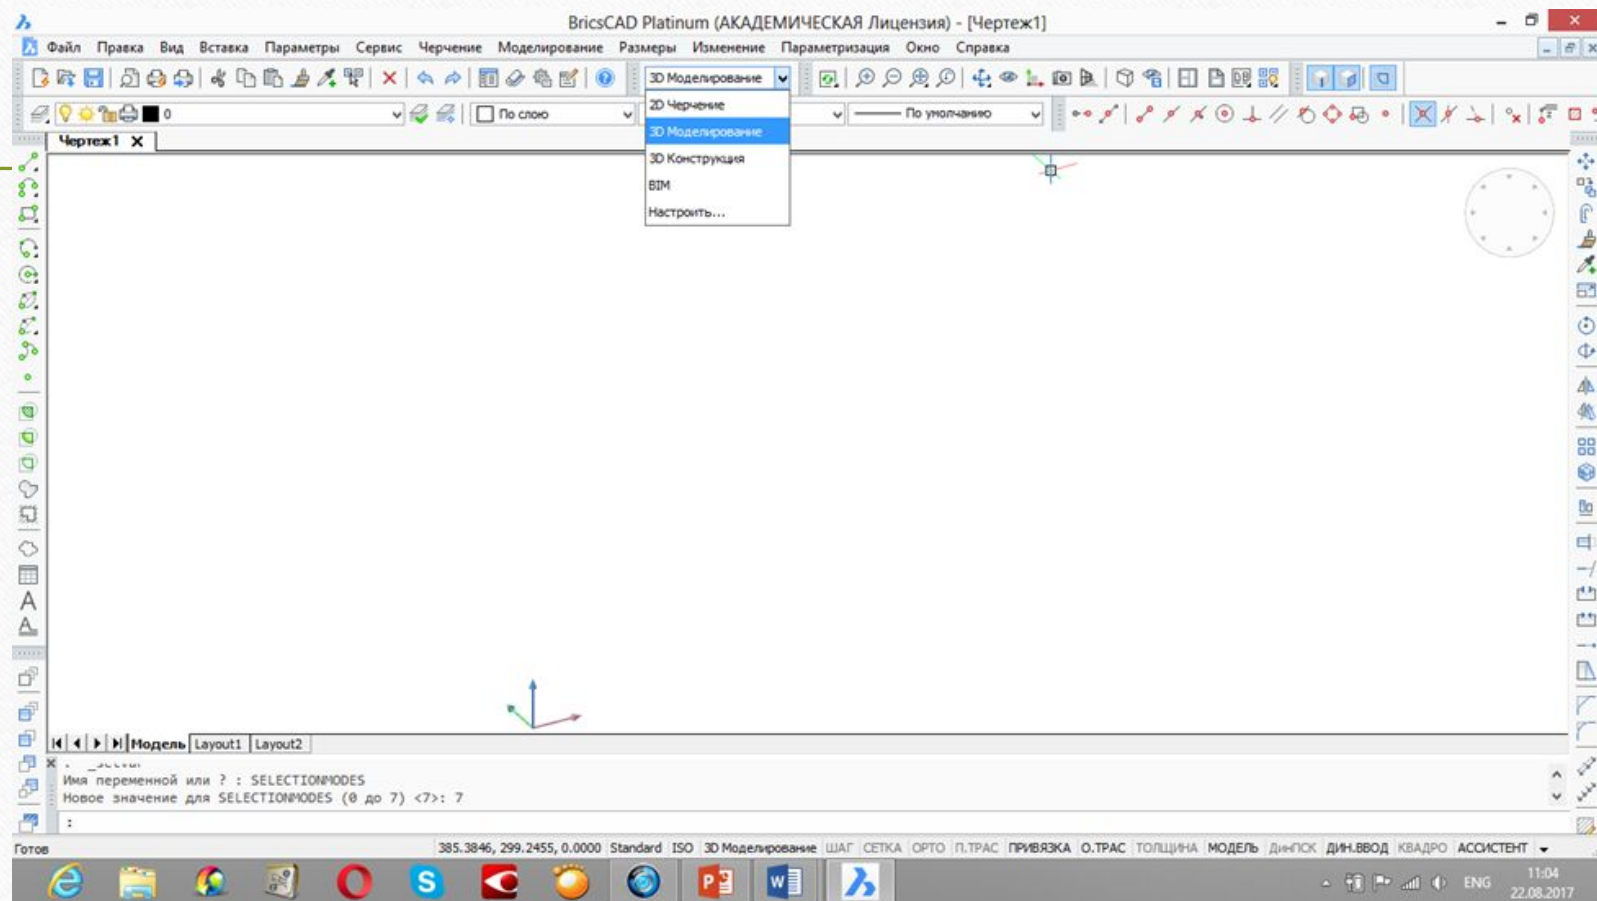 BricsCAD Platinum (АКАДЕМИЧЕСКАЯ Лицензия) - [Чертеж1]
Файл Правка Вид Вставка Параметры Сервис Черчение Моделирование Размеры Изменение Параметризация Окно Справка
3D Моделирование
0 По слою По умолчанию
2D Черчение
3D Моделирование
3D Конструкция
BIM
Настроить...
Чертеж1 X
Модель Layout1 Layout2
Имя переменной или ? : SELECTIONMODES
Новое значение для SELECTIONMODES (0 до 7) <7>: 7
:
Готов 385.3846, 299.2455, 0.0000 Standard ISO 3D Моделирование ШАГ СЕТКА ОРТО П.ТРАС ПРИВЯЗКА О.ТРАС ТОЛЩИНА МОДЕЛЬ ДинПСК ДИН.ВВОД КВАДРО АССИСТЕНТ
ENG 11:04
22.08.2017